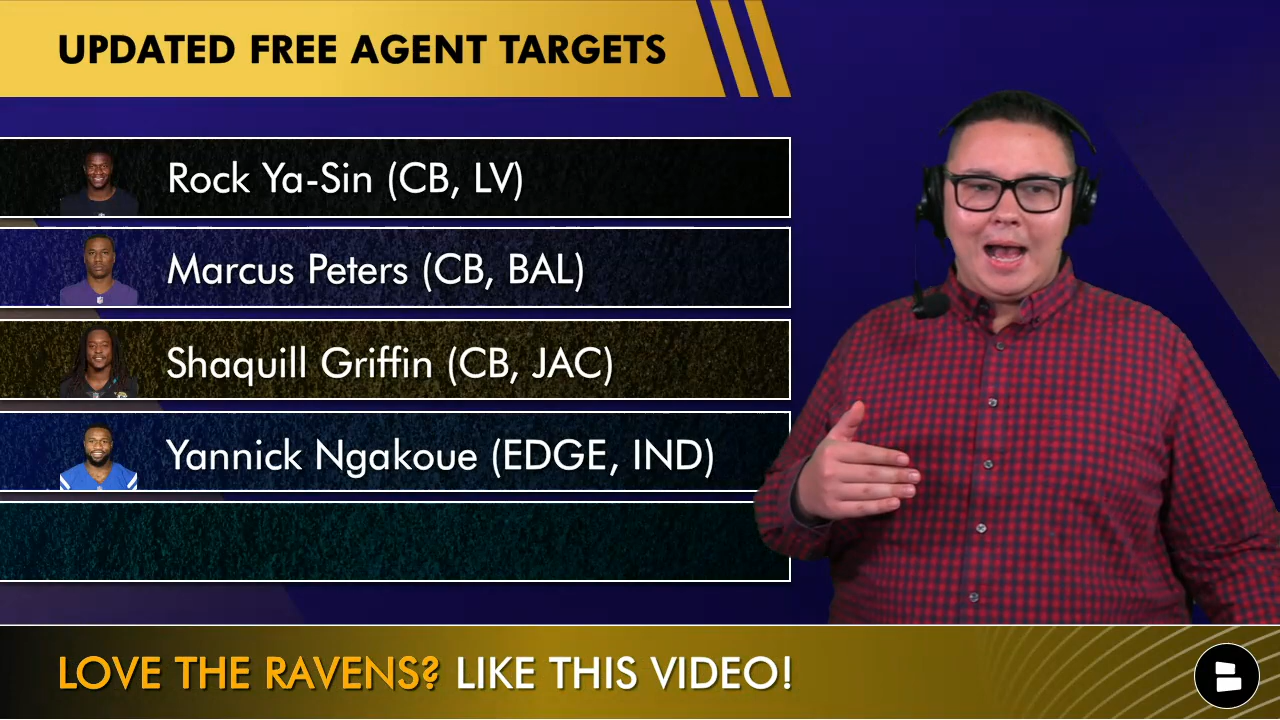 UPDATED FREE AGENT TARGETS
Rock Ya-Sin (CB, LV)
Marcus Peters (CB, BAL)
Shaquill Griffin (CB, JAC)
Yannick Ngakoue (EDGE, IND)
LOVE THE RAVENS? LIKE THIS VIDEO!